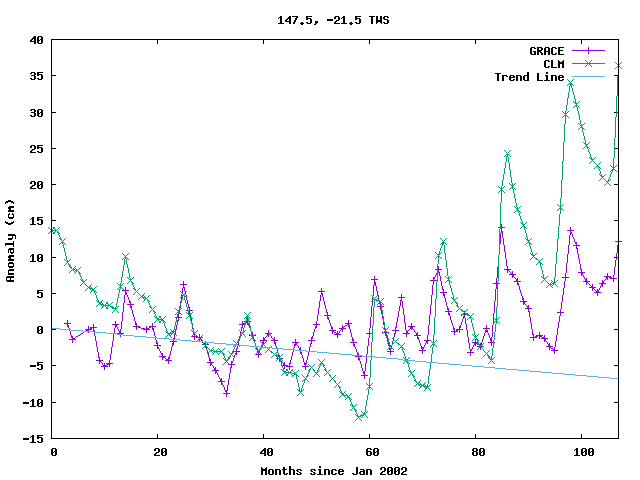 147.5, -21.5 TWS
GRACE
CLM
Trend Line
40
35
30
25
20
15
10
5
0
-5
-10
-15
Anomaly (cm)
0 20 40 60 80 100
Months since Jan 2002